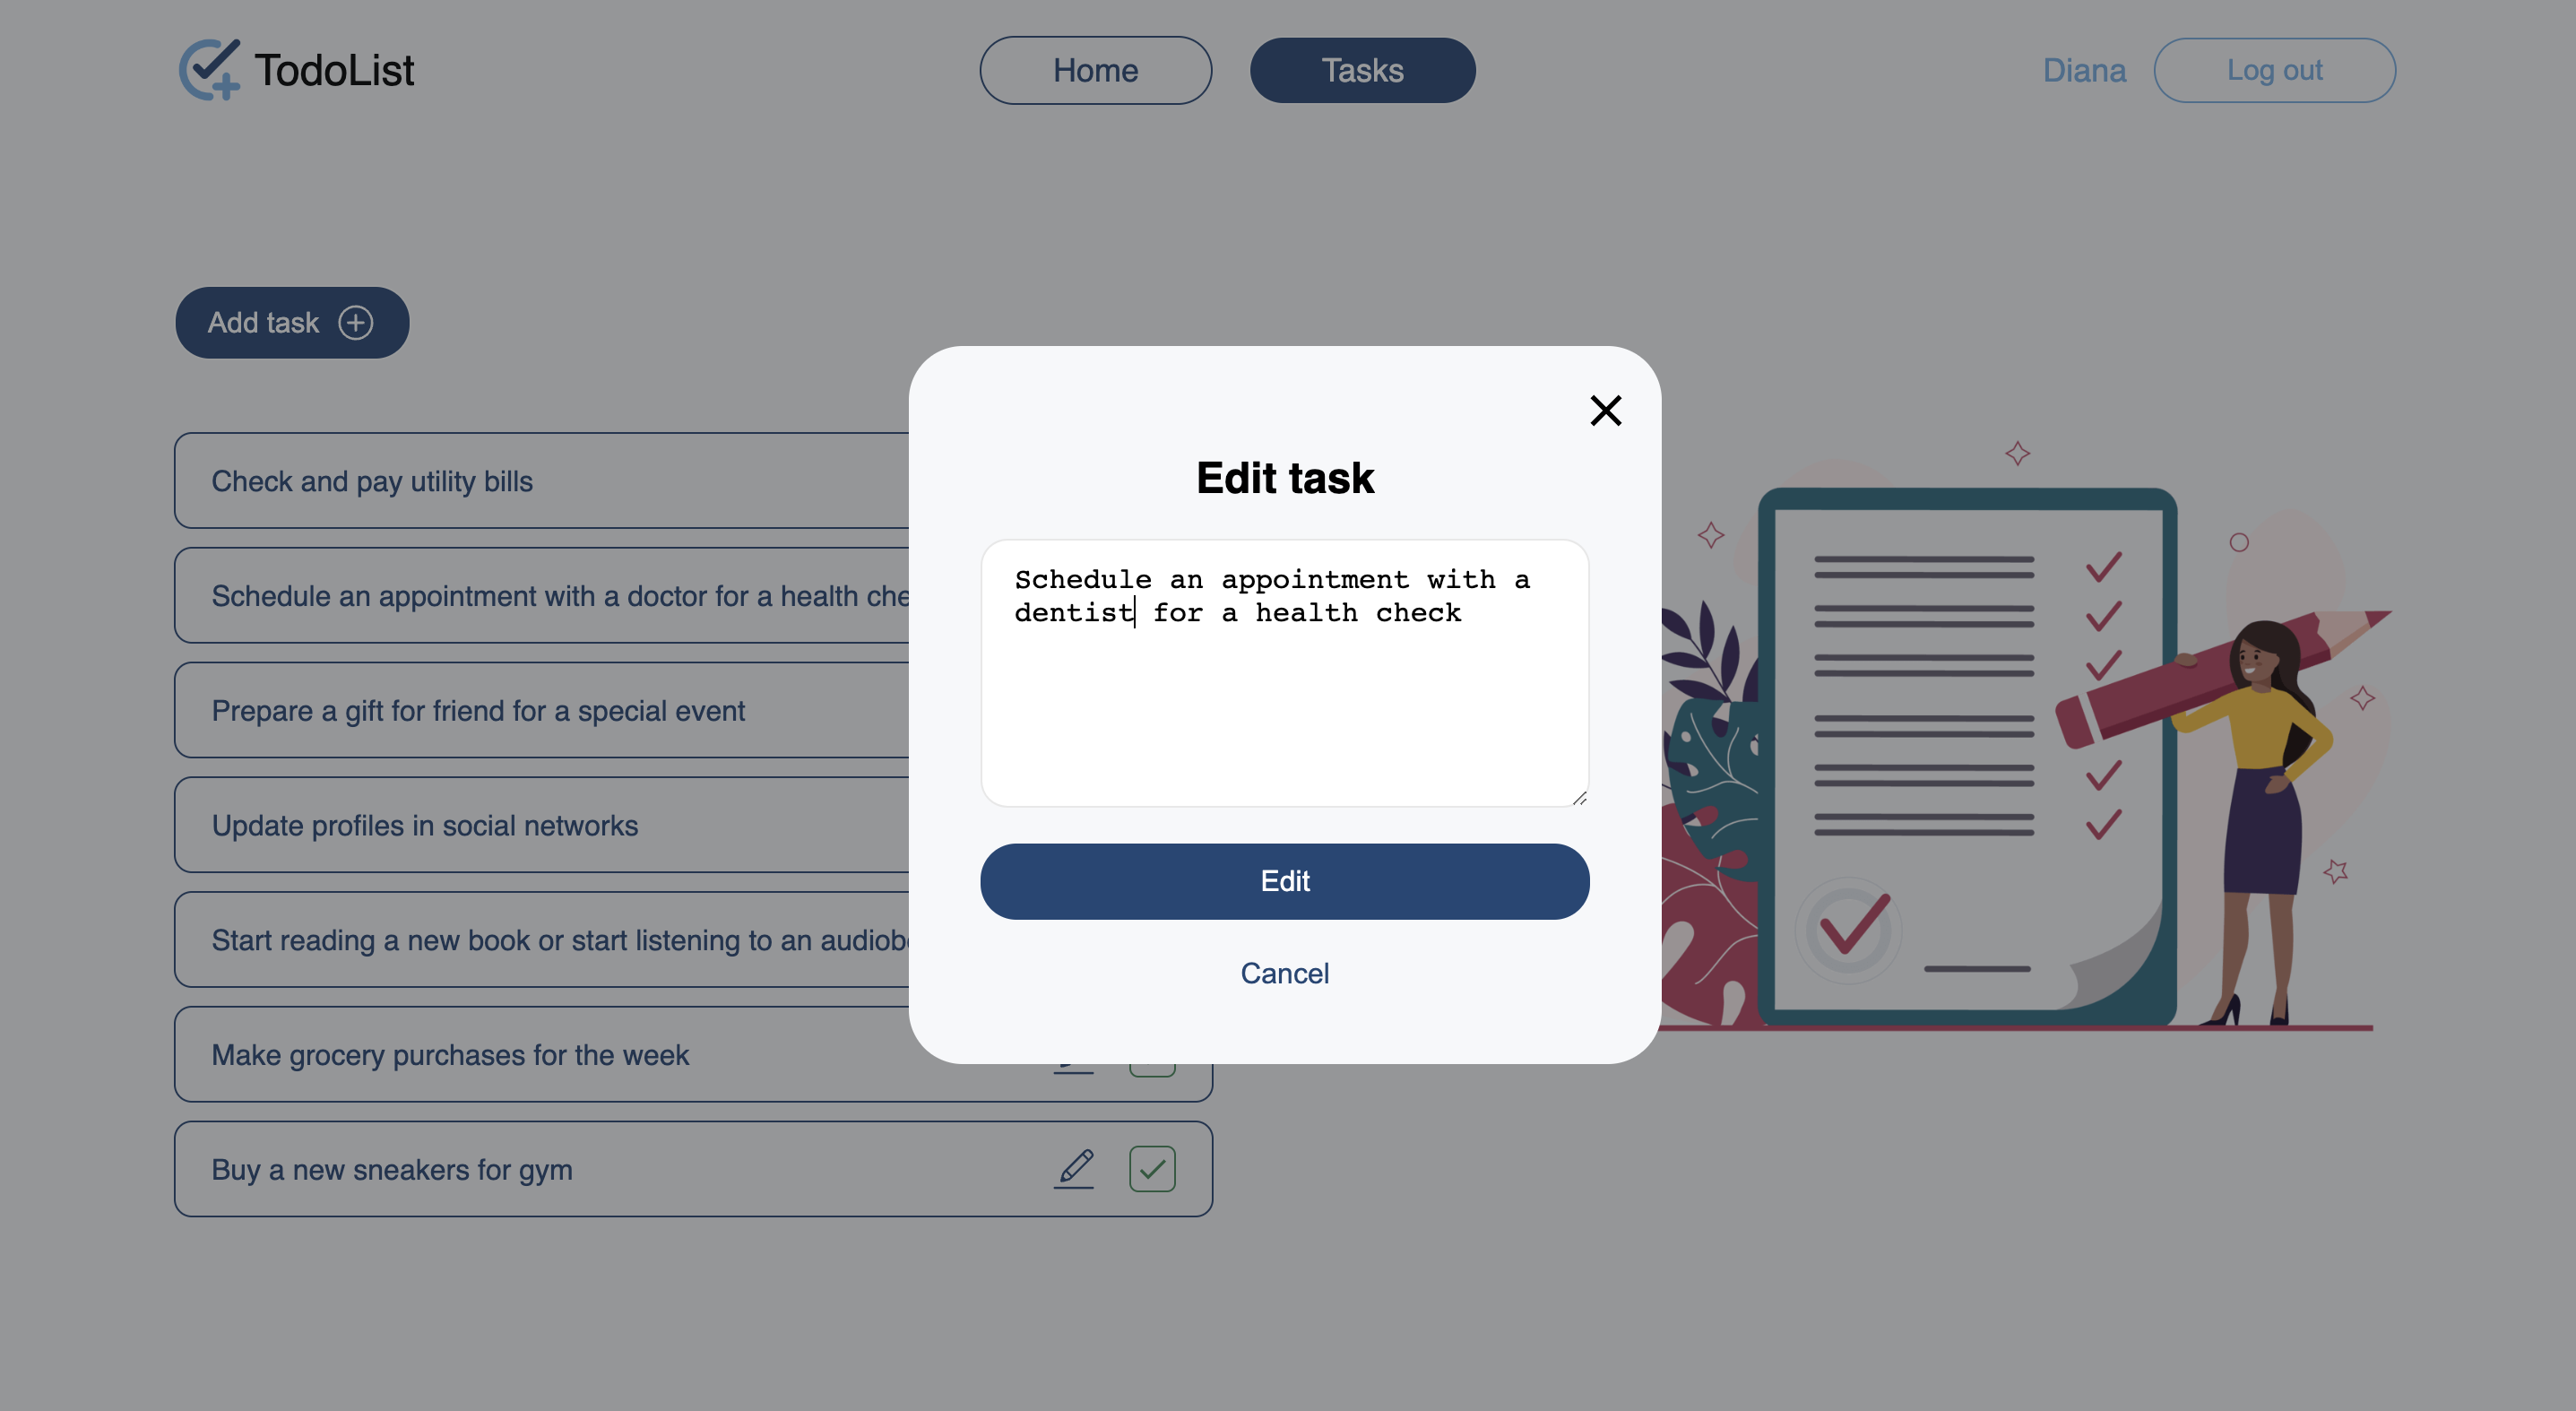 TodoList
Home
Tasks
Diana
Log out
Add task
Check and pay utility bills
Schedule an appointment with a doctor for a health
Prepare a gift for friend for a special event
Update profiles in social networks
Start reading a new book or start listening to an
Make grocery purchases for the week
Buy a new sneakers for gym
Edit task
Schedule an appointment with a
dentist for a health check
Edit
Cancel